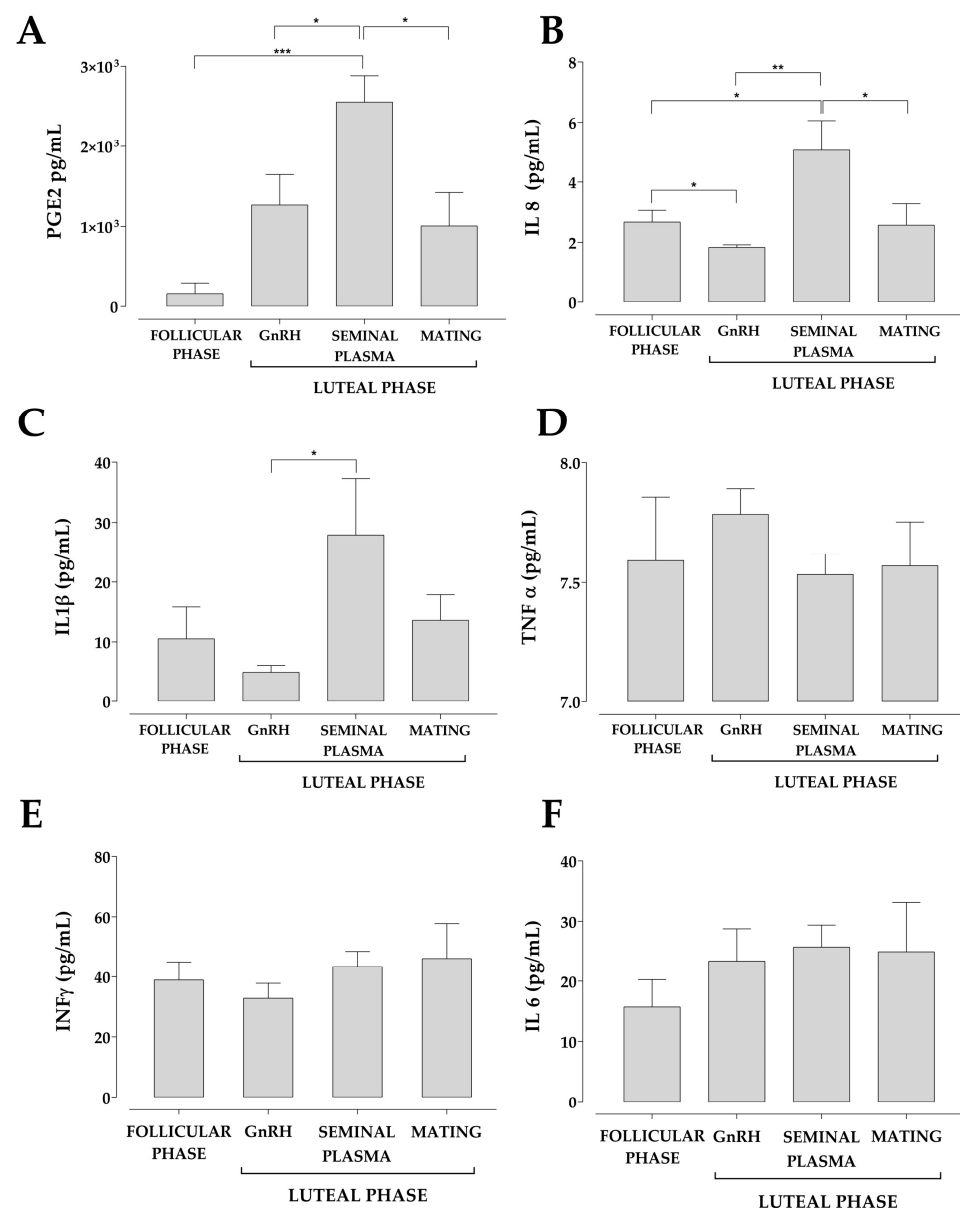 A
PGE2 pg/mL
3×10³
2×10³
1×10³
0
***
*
*
FOLLICULAR PHASE
GnRH
SEMINAL PLASMA
MATING
LUTEAL PHASE
B
IL 8 (pg/mL)
8
6
4
2
0
**
*
*
*
FOLLICULAR PHASE
GnRH
SEMINAL PLASMA
MATING
LUTEAL PHASE
C
IL1β (pg/mL)
40
30
20
10
0
*
FOLLICULAR PHASE
GnRH
SEMINAL PLASMA
MATING
LUTEAL PHASE
D
TNF α (pg/mL)
8.0
7.5
7.0
FOLLICULAR PHASE
GnRH
SEMINAL PLASMA
MATING
LUTEAL PHASE
E
INFγ (pg/mL)
80
60
40
20
0
FOLLICULAR PHASE
GnRH
SEMINAL PLASMA
MATING
LUTEAL PHASE
F
IL 6 (pg/mL)
40
30
20
10
0
FOLLICULAR PHASE
GnRH
SEMINAL PLASMA
MATING
LUTEAL PHASE